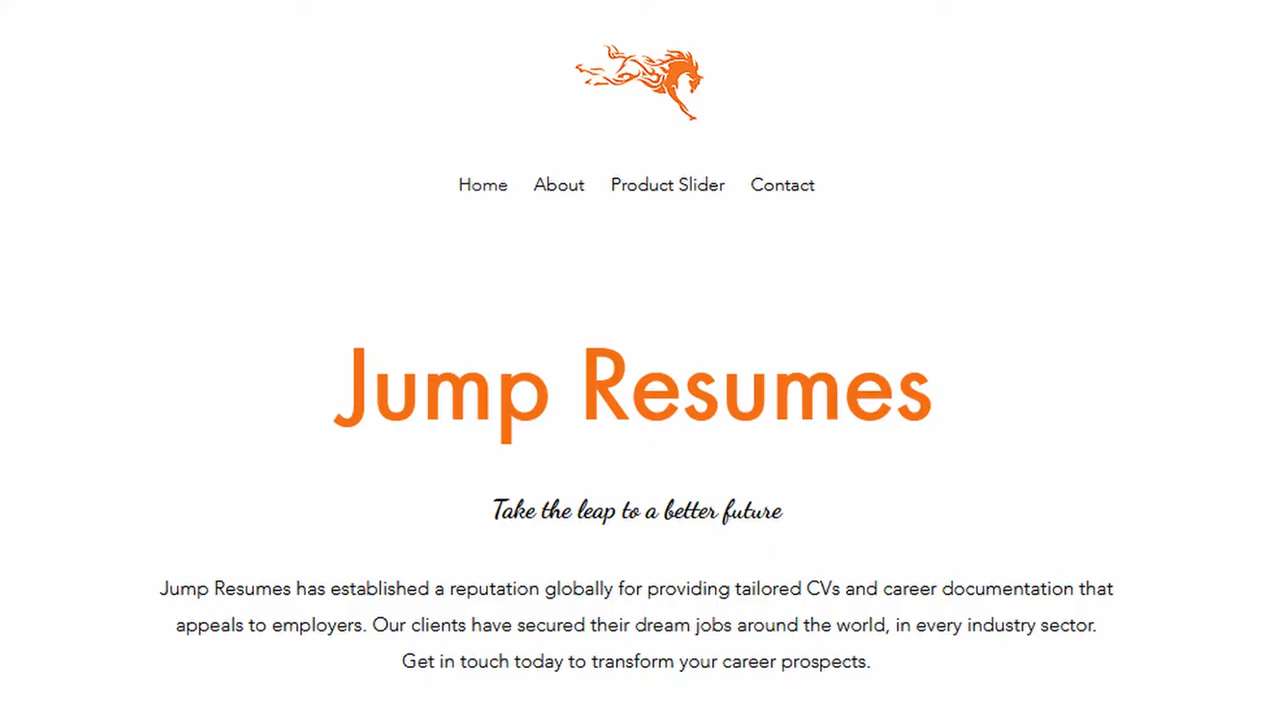 Home About Product Slider Contact
Jump Resumes
Take the leap to a better future
Jump Resumes has established a reputation globally for providing tailored CVs and career documentation that
appeals to employers. Our clients have secured their dream jobs around the world, in every industry sector.
Get in touch today to transform your career prospects.